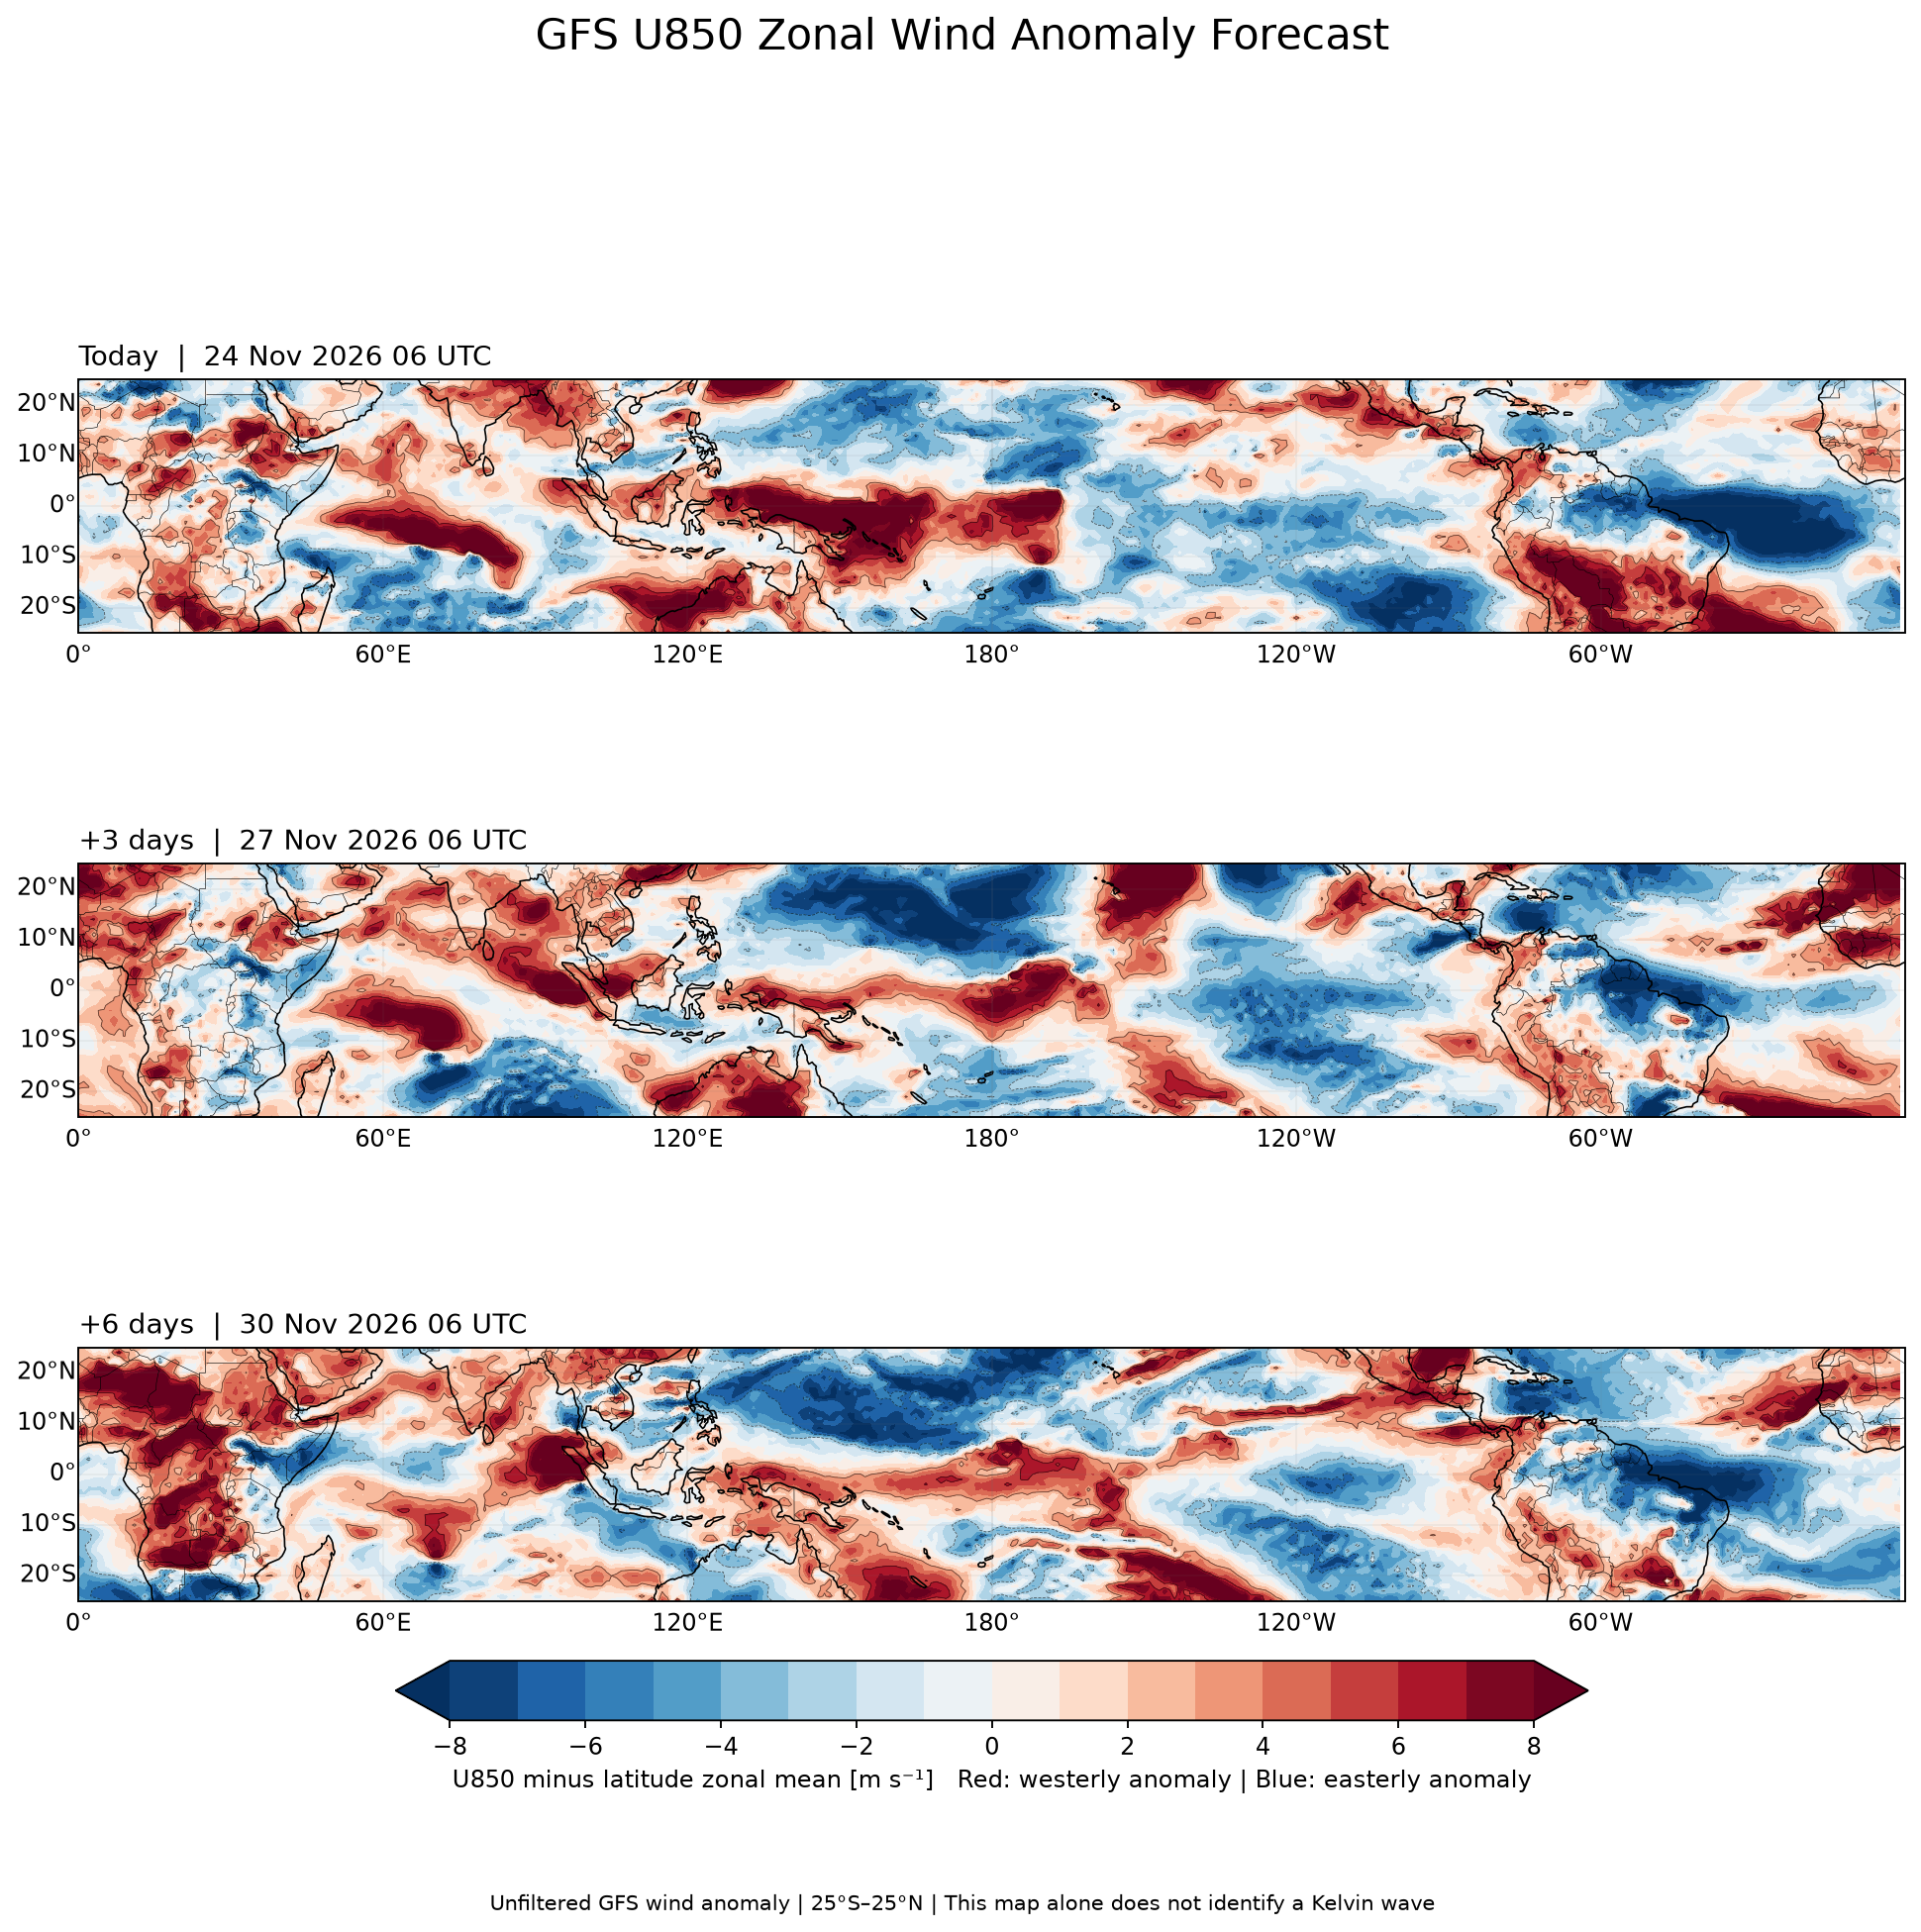 GFS U850 Zonal Wind Anomaly Forecast
Today | 24 Nov 2026 06 UTC
20°N
10°N
0°
10°S
20°S
0° 60°E 120°E 180° 120°W 60°W
+3 days | 27 Nov 2026 06 UTC
20°N
10°N
0°
10°S
20°S
0° 60°E 120°E 180° 120°W 60°W
+6 days | 30 Nov 2026 06 UTC
20°N
10°N
0°
10°S
20°S
0° 60°E 120°E 180° 120°W 60°W
−8 −6 −4 −2 0 2 4 6 8
U850 minus latitude zonal mean [m s⁻¹] Red: westerly anomaly | Blue: easterly anomaly
Unfiltered GFS wind anomaly | 25°S–25°N | This map alone does not identify a Kelvin wave